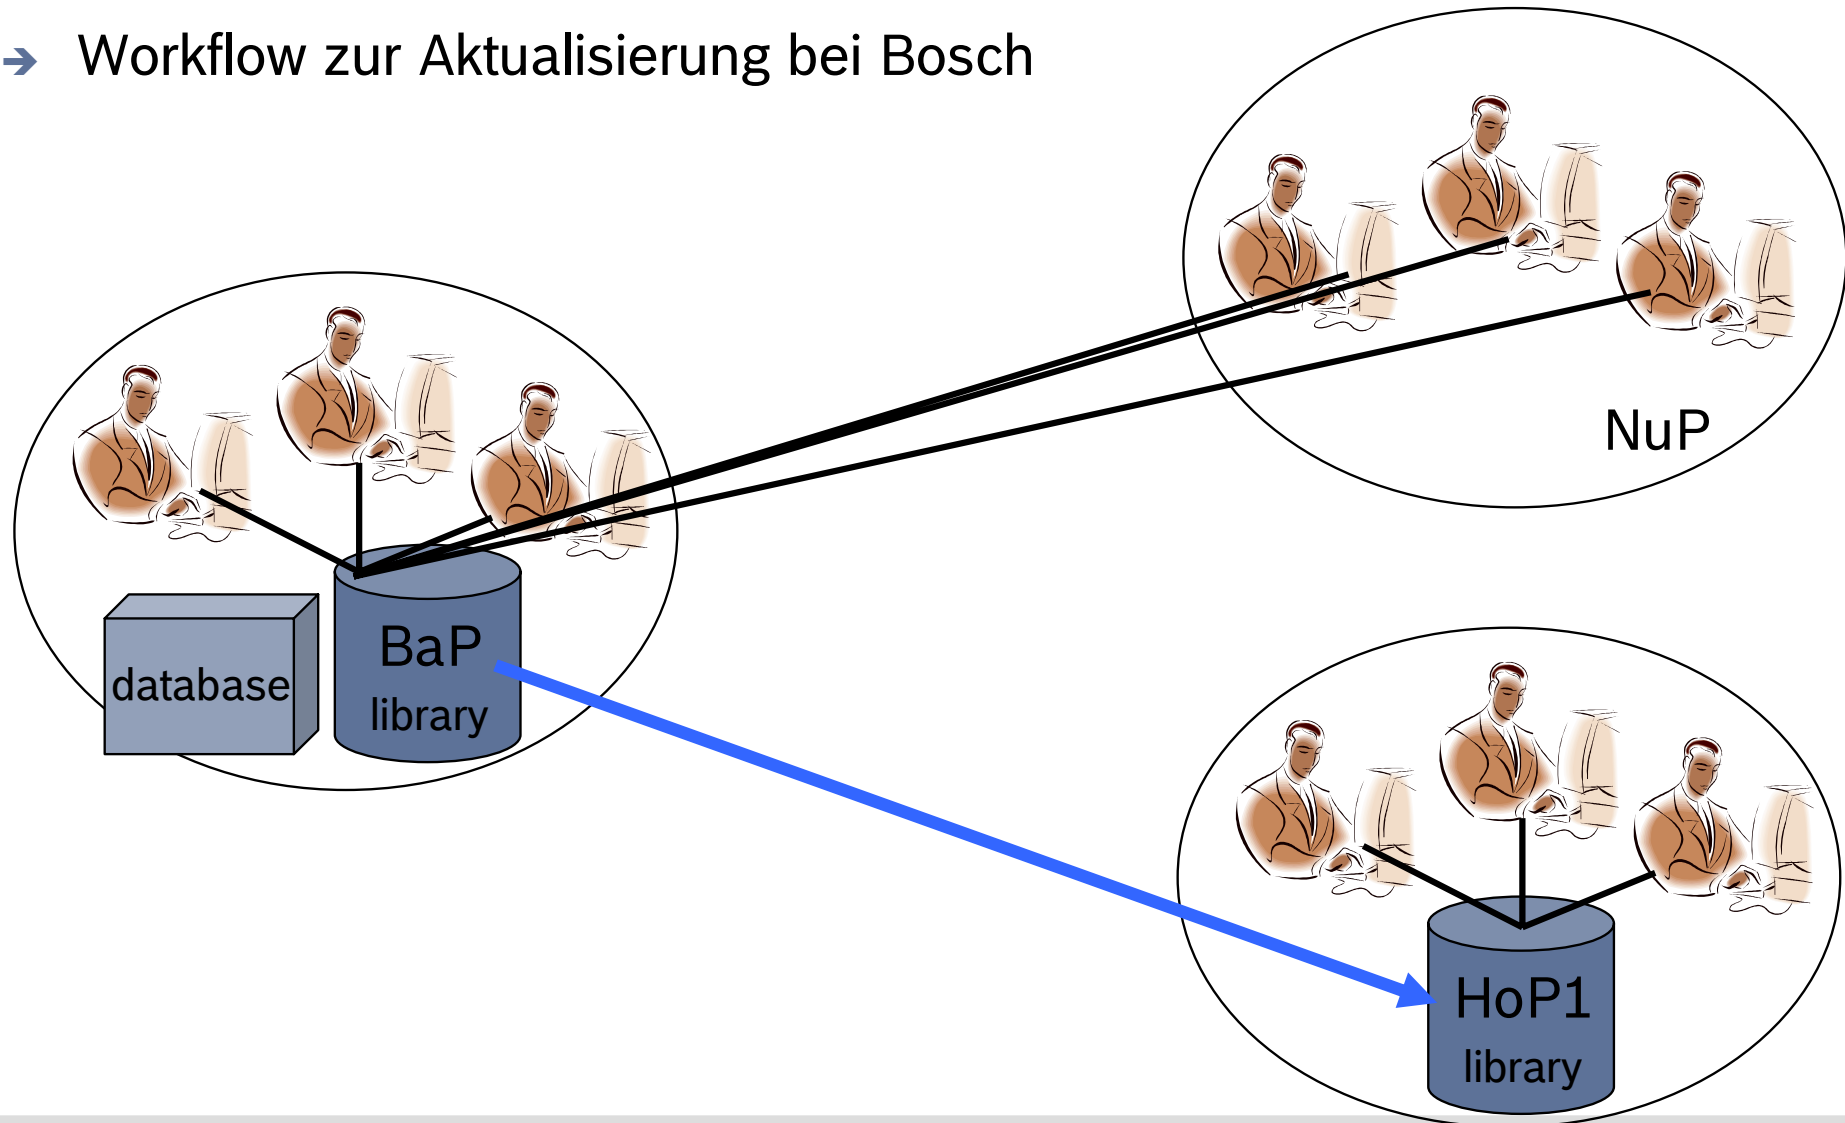 ➔ Workflow zur Aktualisierung bei Bosch
NuP
database
BaP
library
HoP1
library